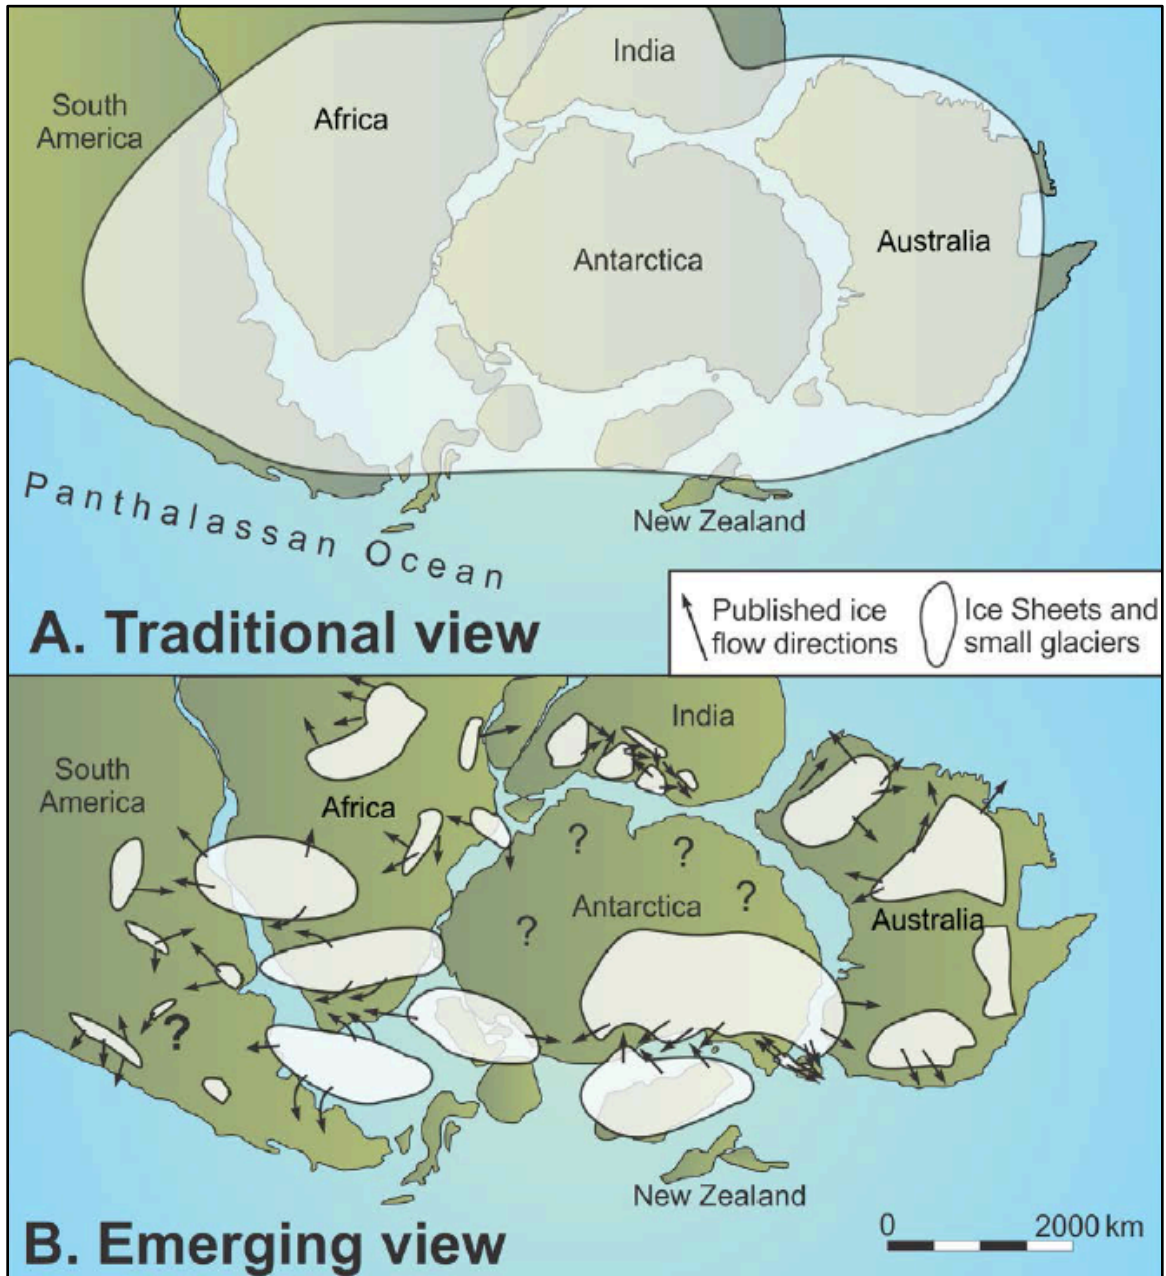 India
South
America
Africa
Antarctica
Australia
Panthalassan Ocean
New Zealand
A. Traditional view
Published ice
flow directions
Ice Sheets and
small glaciers
India
South
America
Africa
?
?
?
?
Antarctica
Australia
?
New Zealand
B. Emerging view
0
2000 km